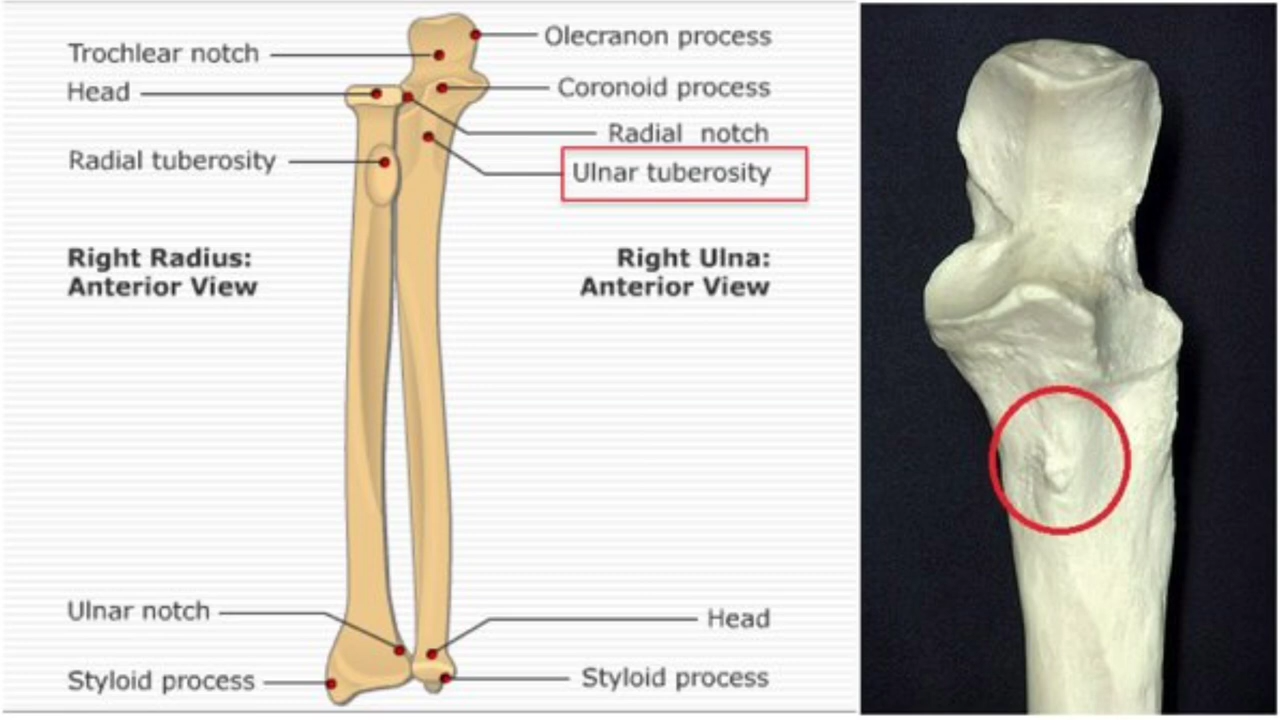 Trochlear notch
Head
Radial tuberosity
Olecranon process
Coronoid process
Radial notch
Ulnar tuberosity
Right Radius:
Anterior View
Right Ulna:
Anterior View
Ulnar notch
Styloid process
Head
Styloid process